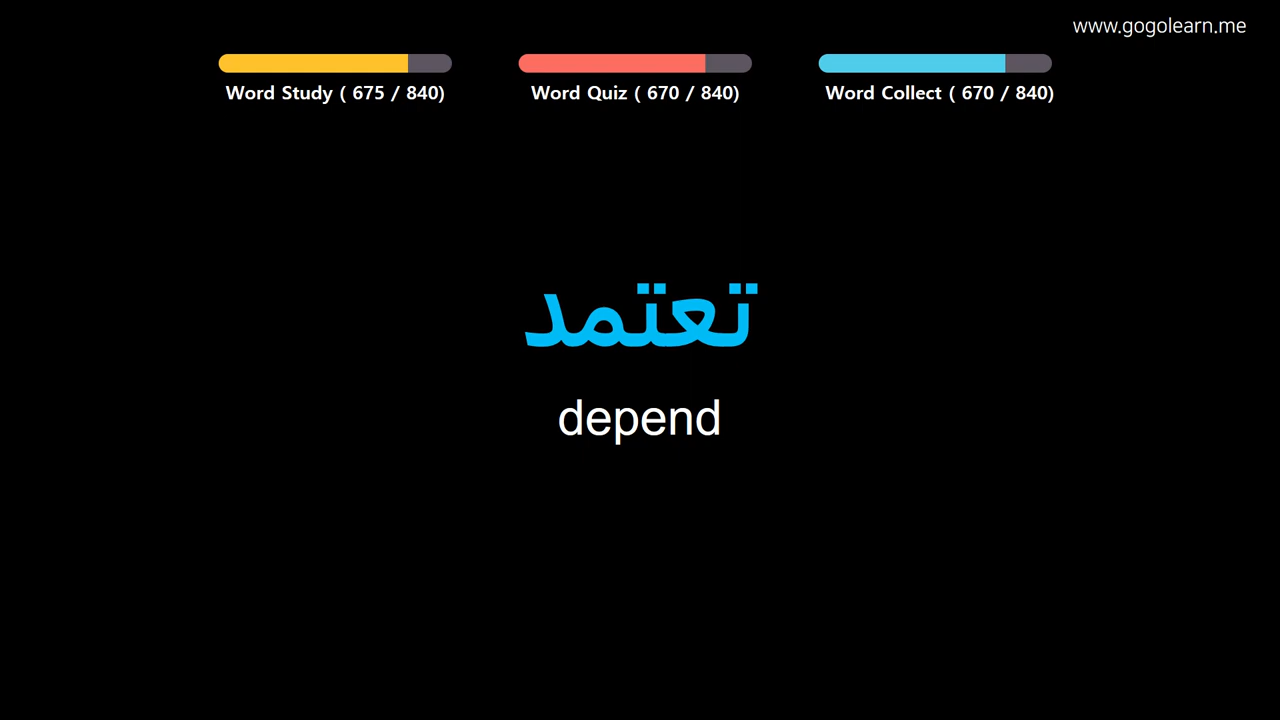 www.gogolearn.me
Word Study ( 675 / 840)
Word Quiz ( 670 / 840)
Word Collect ( 670 / 840)
تعتمد
depend